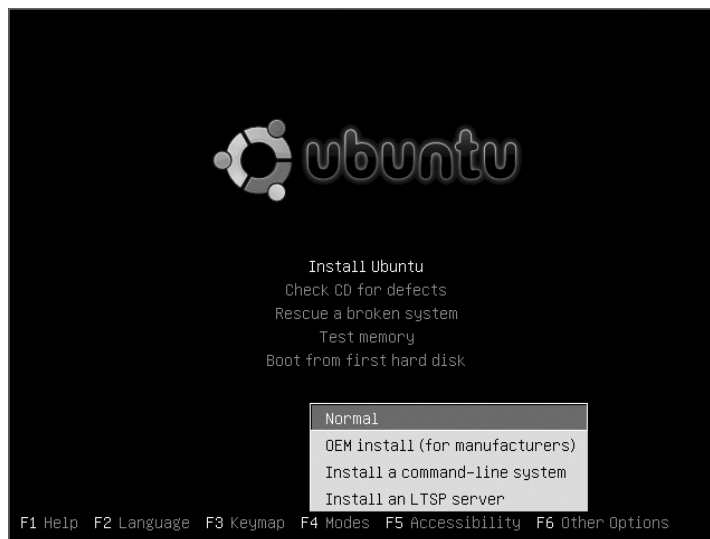 ubuntu
Install Ubuntu
Check CD for defects
Rescue a broken system
Test memory
Boot from first hard disk
Normal
OEM install (for manufacturers)
Install a command-line system
Install an LTSP server
F1 Help F2 Language F3 Keymap F4 Modes F5 Accessibility F6 Other Options